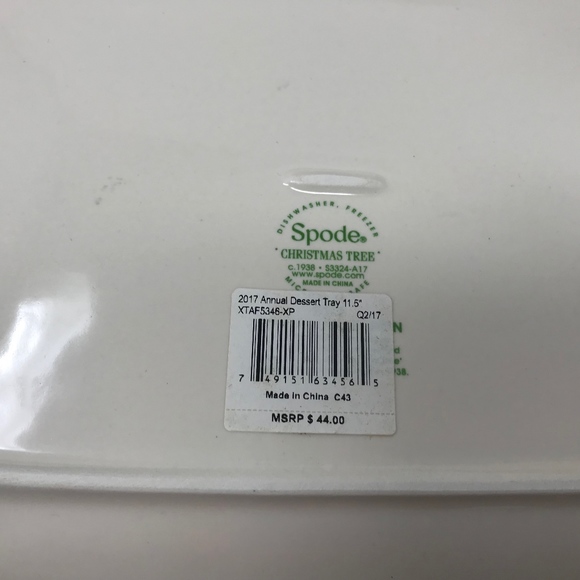 DISHWASHER, FREEZER
Spode®
CHRISTMAS TREE
c.1938 · S3324-A17
www.spode.com
MADE IN CHINA
2017 Annual Dessert Tray 11.5"
XTAF5346-XP Q2/17
7 49151 63456 5
Made in China C43
MSRP $ 44.00
N
938.